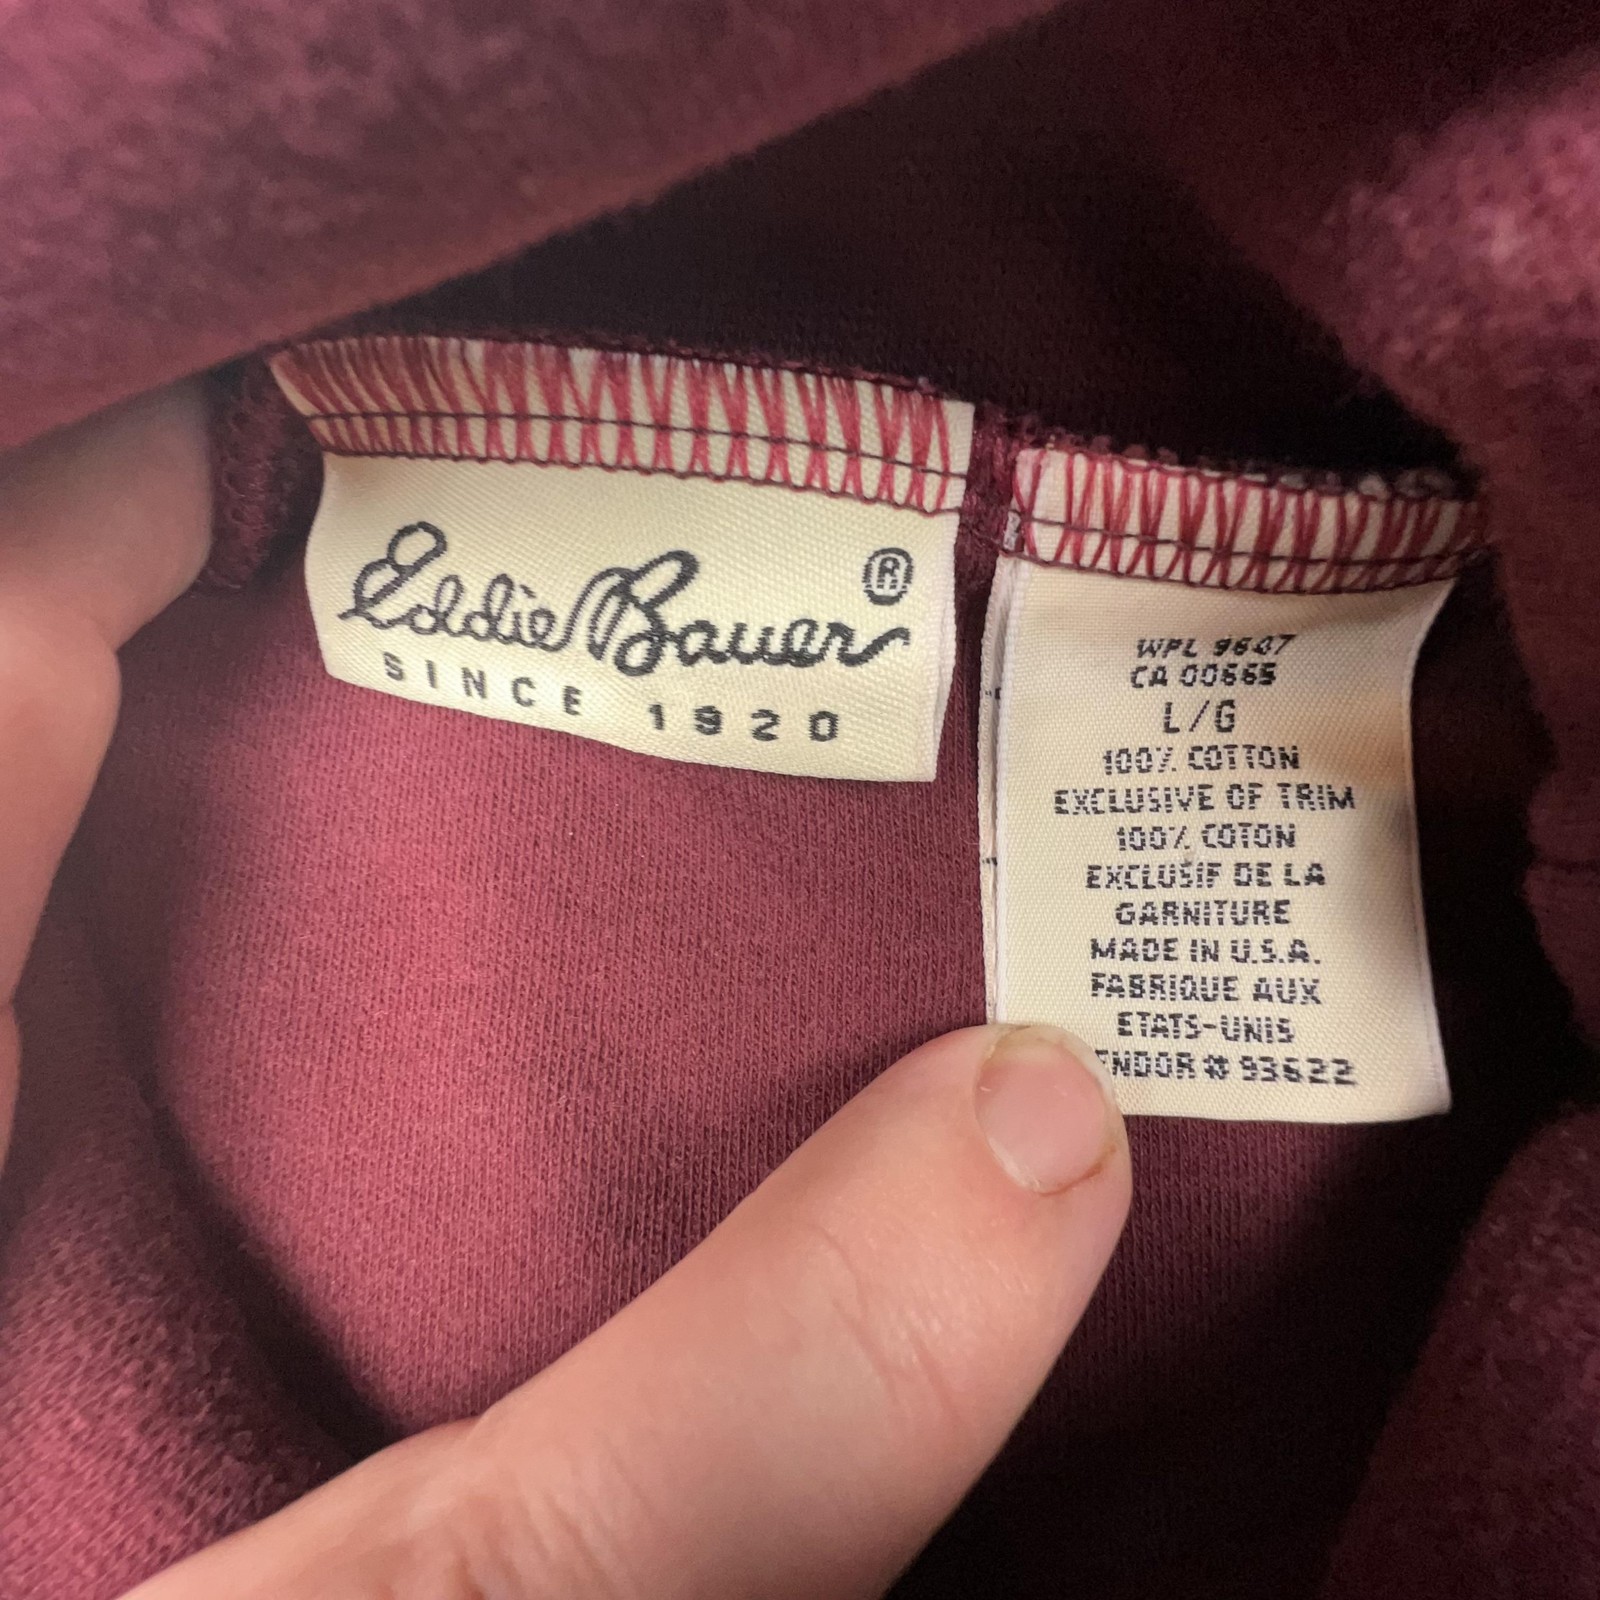 Eddie Bauer®
SINCE 1920
WPL 9647
CA 00665
L/G
100% COTTON
EXCLUSIVE OF TRIM
100% COTON
EXCLUSIF DE LA
GARNITURE
MADE IN U.S.A.
FABRIQUE AUX
ETATS-UNIS
ENDOR # 93622